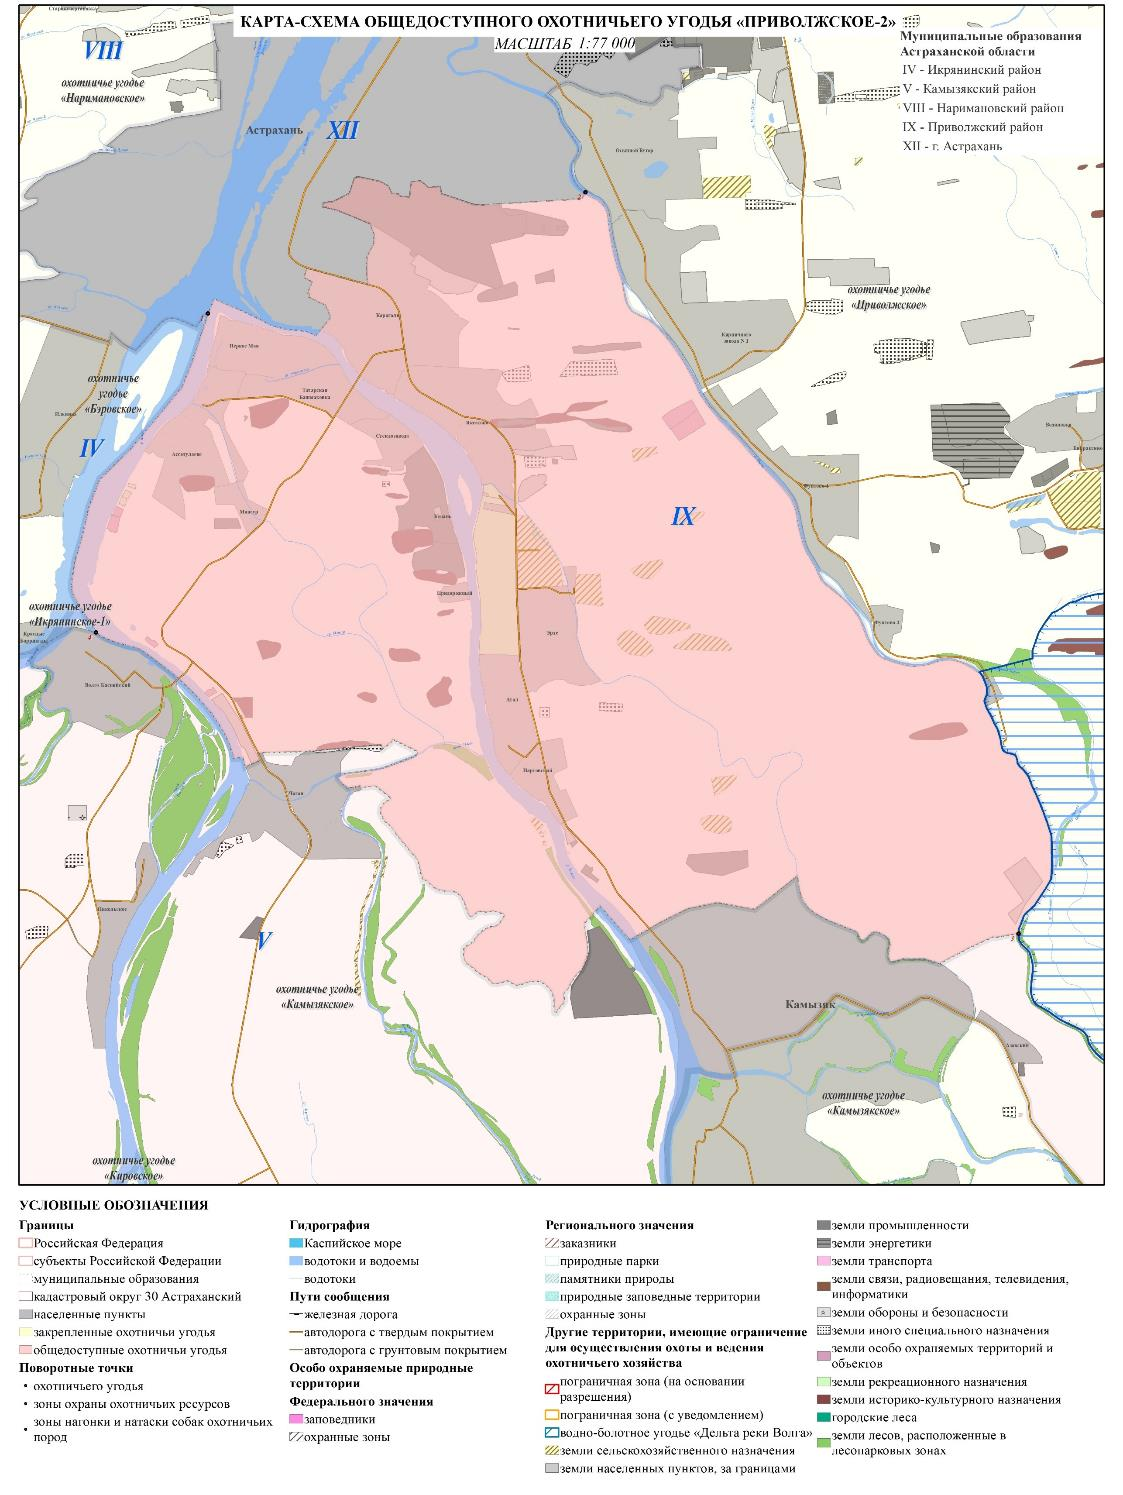 КАРТА-СХЕМА ОБЩЕДОСТУПНОГО ОХОТНИЧЬЕГО УГОДЬЯ «ПРИВОЛЖСКОЕ-2»
МАСШТАБ 1:77 000
Муниципальные образования
Астраханской области
IV - Икрянинский район
V - Камызякский район
VIII - Наримановский район
IX - Приволжский район
XII - г. Астрахань
VIII
охотничье угодье
«Наримановское»
Астрахань
XII
охотничье угодье
«Приволжское»
Карагали
Татарская
Башмаковка
охотничье
угодье
«Бэровское»
IV
Ассадулаево
Яксатово
Мансур
IX
охотничье угодье
«Икрянинское-1»
Волго-Каспийский
Атал
Чаган
V
охотничье угодье
«Камызякское»
Камызяк
охотничье угодье
«Камызякское»
охотничье угодье
«Кировское»
УСЛОВНЫЕ ОБОЗНАЧЕНИЯ
Границы
Российская Федерация
субъекты Российской Федерации
муниципальные образования
кадастровый округ 30 Астраханский
населенные пункты
закрепленные охотничьи угодья
общедоступные охотничьи угодья
Поворотные точки
охотничьего угодья
зоны охраны охотничьих ресурсов
зоны нагонки и натаски собак охотничьих
пород
Гидрография
Каспийское море
водотоки и водоемы
водотоки
Пути сообщения
железная дорога
автодорога с твердым покрытием
автодорога с грунтовым покрытием
Особо охраняемые природные
территории
Федерального значения
заповедники
охранные зоны
Регионального значения
заказники
природные парки
памятники природы
природные заповедные территории
охранные зоны
Другие территории, имеющие ограничение
для осуществления охоты и ведения
охотничьего хозяйства
пограничная зона (на основании
разрешения)
пограничная зона (с уведомлением)
водно-болотное угодье «Дельта реки Волга»
земли сельскохозяйственного назначения
земли населенных пунктов, за границами
земли промышленности
земли энергетики
земли транспорта
земли связи, радиовещания, телевидения,
информатики
земли обороны и безопасности
земли иного специального назначения
земли особо охраняемых территорий и
объектов
земли рекреационного назначения
земли историко-культурного назначения
городские леса
земли лесов, расположенные в
лесопарковых зонах